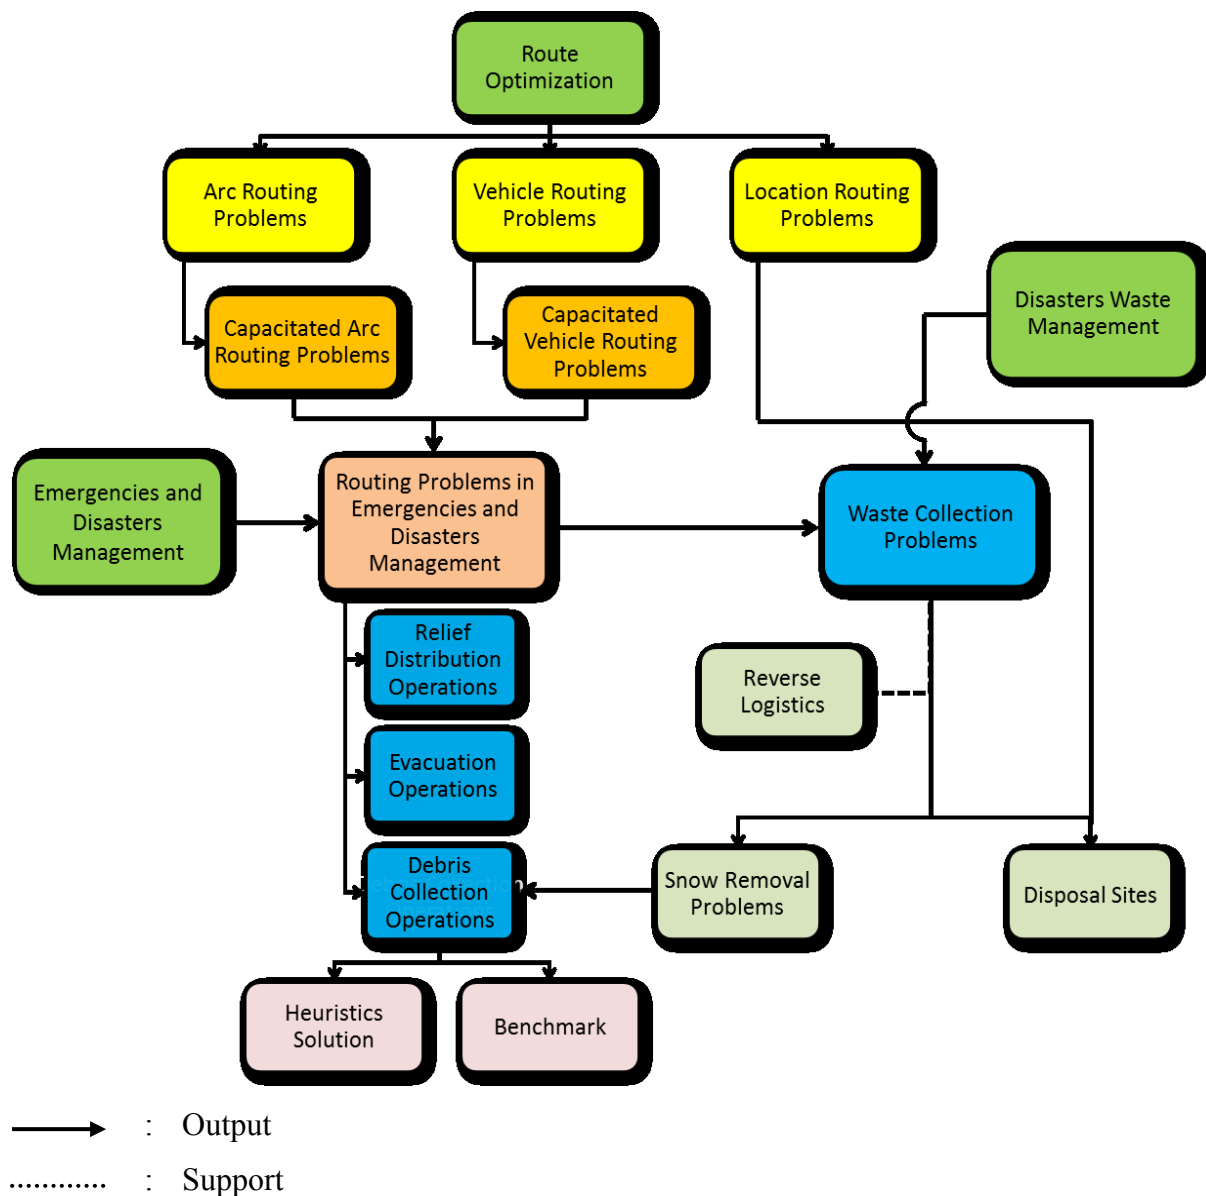 Route
Optimization
Arc Routing
Problems
Vehicle Routing
Problems
Location Routing
Problems
Disasters Waste
Management
Capacitated Arc
Routing Problems
Capacitated
Vehicle Routing
Problems
Emergencies and
Disasters
Management
Routing Problems in
Emergencies and
Disasters
Management
Waste Collection
Problems
Relief
Distribution
Operations
Reverse
Logistics
Evacuation
Operations
Debris
Collection
Operations
Snow Removal
Problems
Disposal Sites
Heuristics
Solution
Benchmark
: Output
: Support